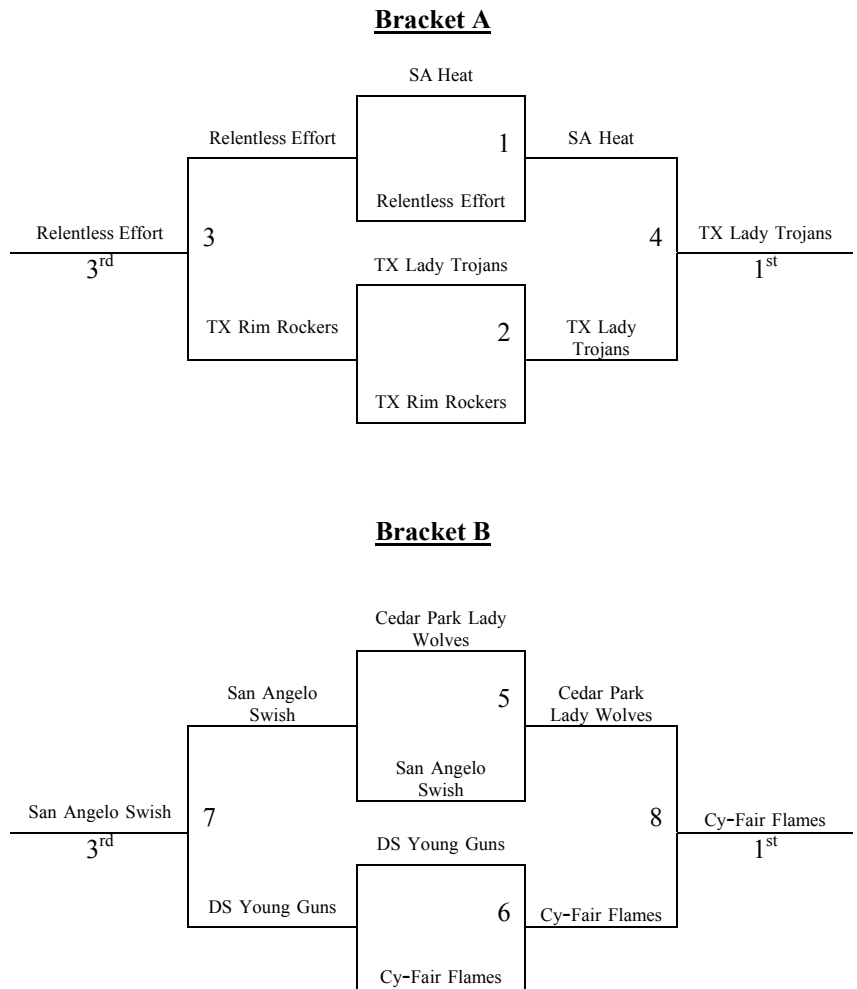 Bracket A
SA Heat
Relentless Effort
1
SA Heat
Relentless Effort
Relentless Effort
3
4
TX Lady Trojans
3rd
TX Lady Trojans
1st
TX Rim Rockers
2
TX Lady
Trojans
TX Rim Rockers
Bracket B
Cedar Park Lady
Wolves
San Angelo
Swish
5
Cedar Park
Lady Wolves
San Angelo
Swish
San Angelo Swish
7
8
Cy-Fair Flames
3rd
DS Young Guns
1st
DS Young Guns
6
Cy-Fair Flames
Cy-Fair Flames